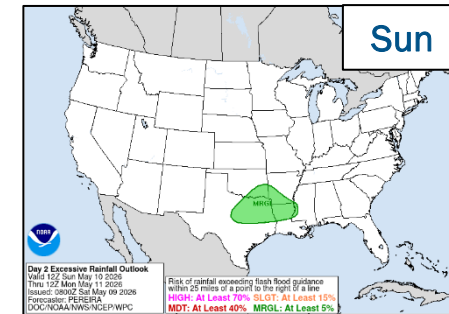 Sun
MRGL
NOAA
Day 2 Excessive Rainfall Outlook
Valid 12Z Sun May 10 2026
Thru 12Z Mon May 11 2026
Issued: 0800Z Sat May 09 2026
Forecaster: PEREIRA
DOC/NOAA/NWS/NCEP/WPC
Risk of rainfall exceeding flash flood guidance
within 25 miles of a point to the right of a line
HIGH: At Least 70% SLGT: At Least 15%
MDT: At Least 40% MRGL: At Least 5%